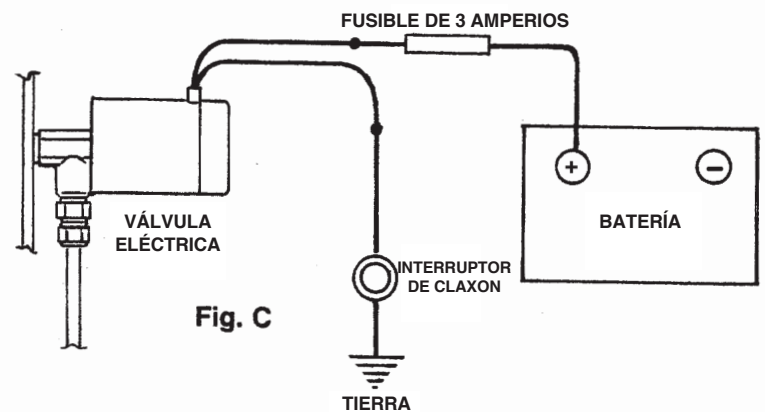 FUSIBLE DE 3 AMPERIOS
+
−
VÁLVULA
ELÉCTRICA
BATERÍA
INTERRUPTOR
DE CLAXON
Fig. C
TIERRA